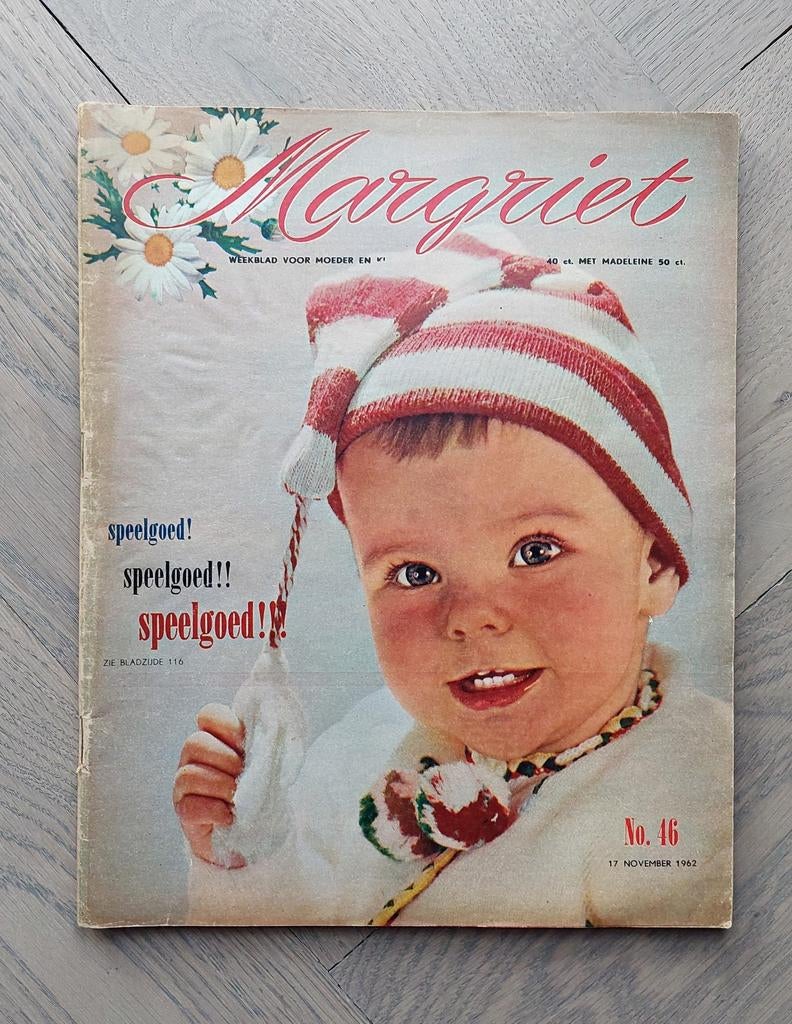 Margriet
WEEKBLAD VOOR MOEDER EN
40 ct. MET MADELEINE 50 ct.
speelgoed!
speelgoed!!
speelgoed!!!
ZIE BLADZIJDE 116
No. 46
17 NOVEMBER 1962